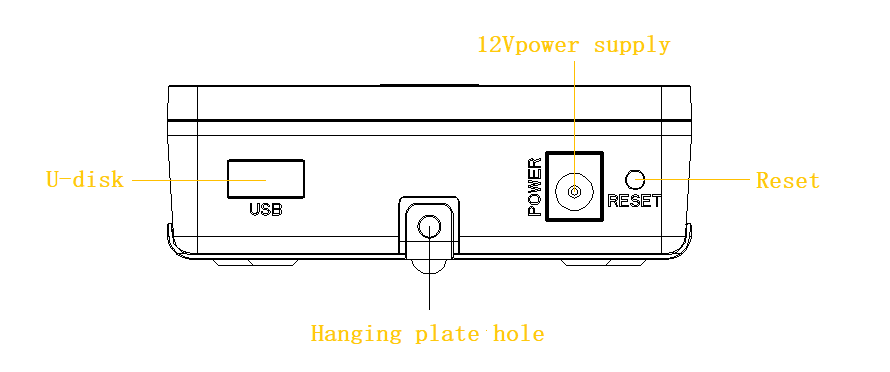 12Vpower supply
U-disk
USB
POWER
RESET
Reset
Hanging plate hole